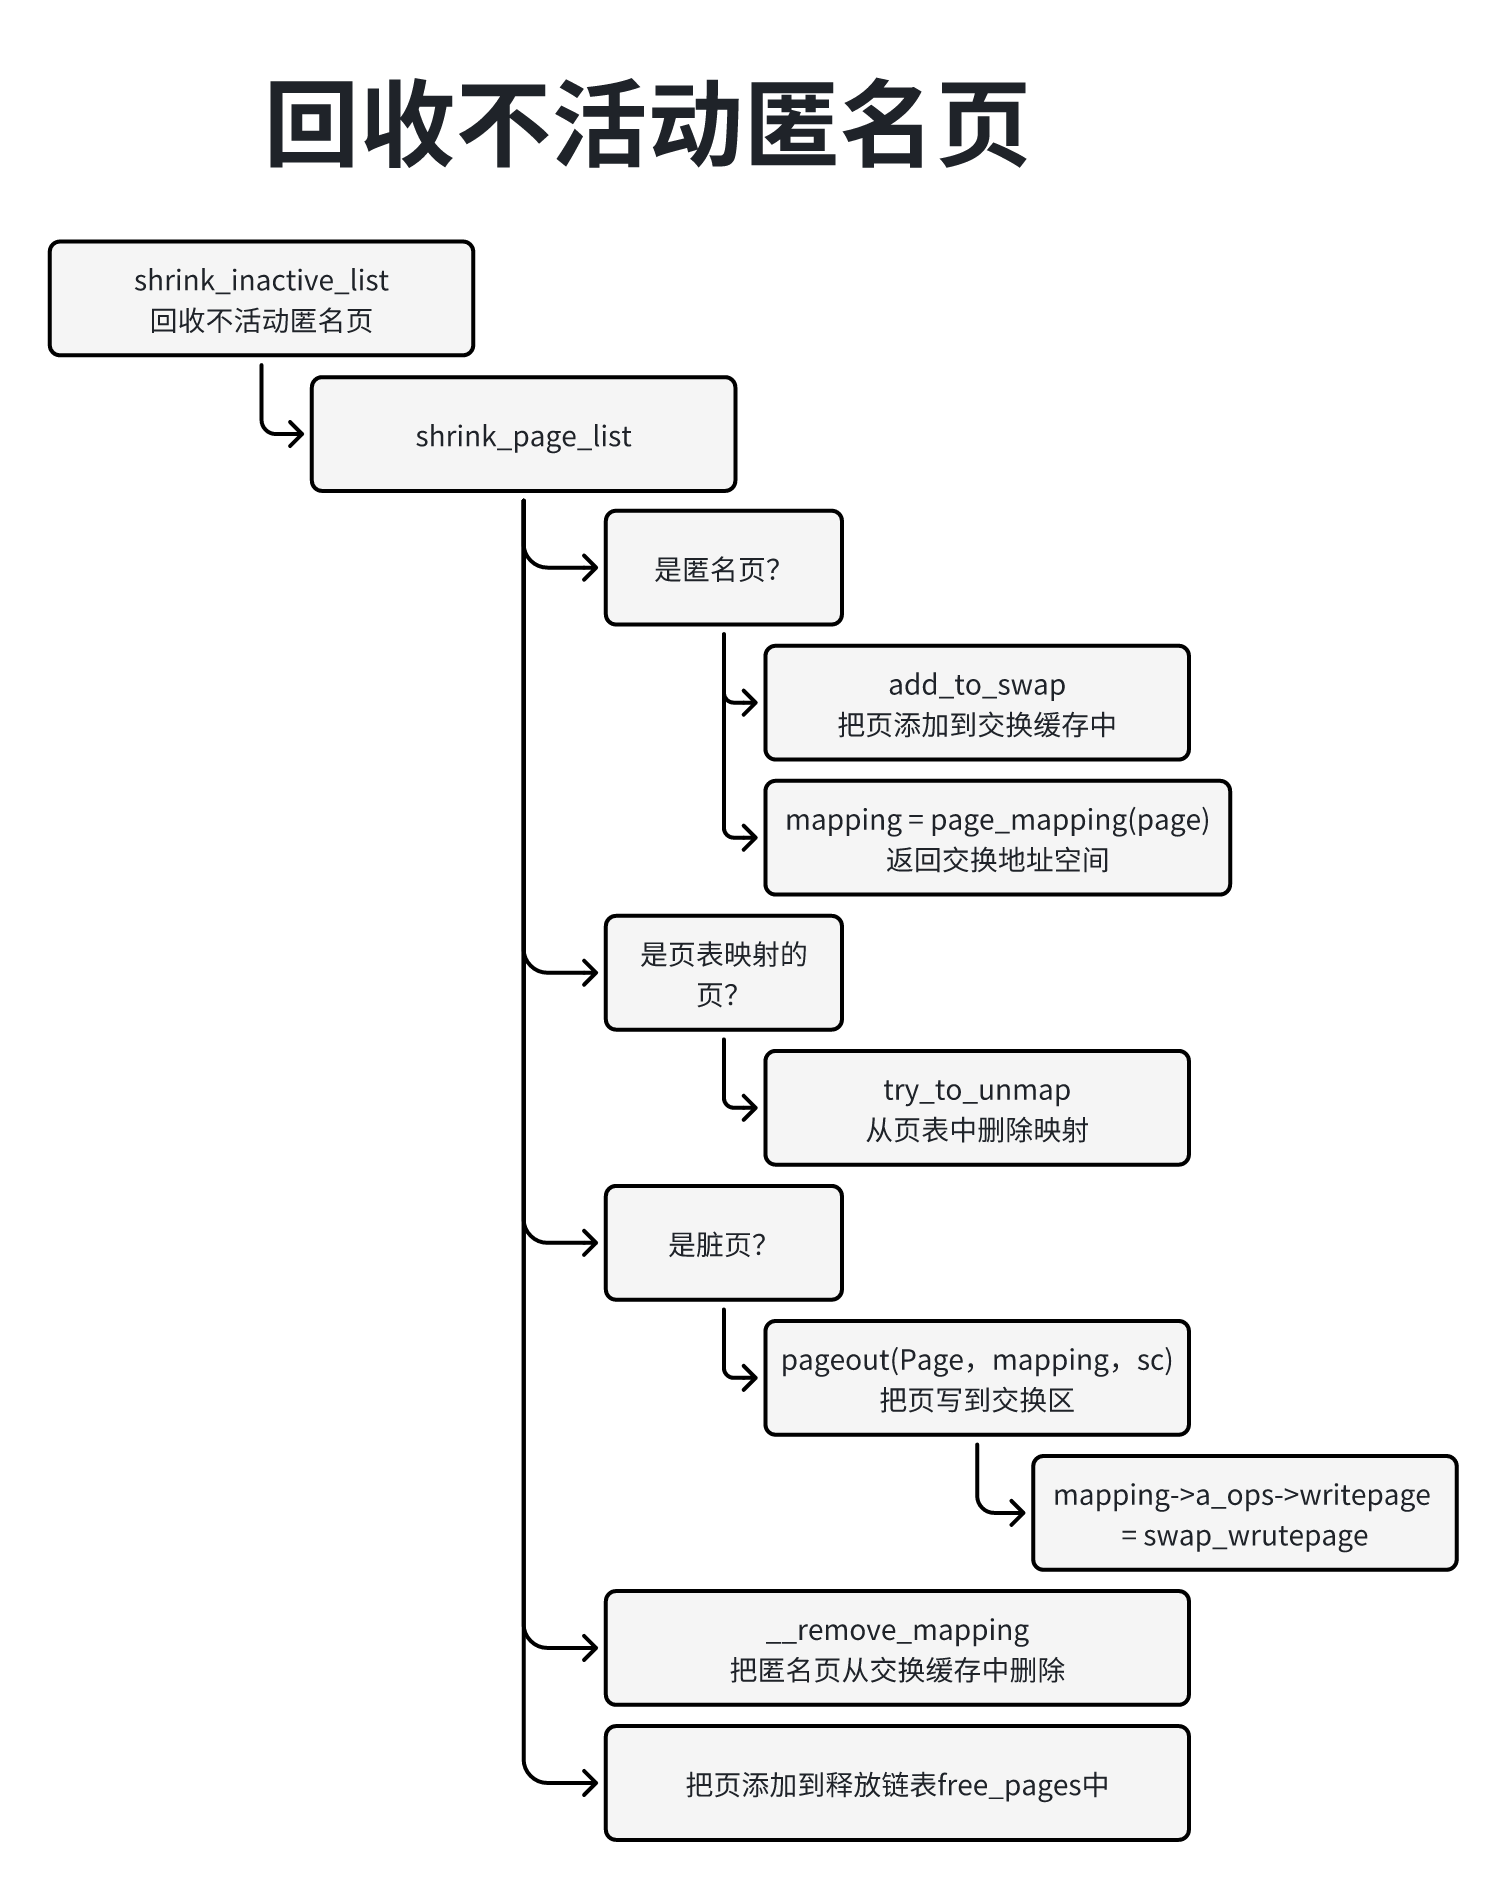 回收不活动匿名页
shrink_inactive_list
回收不活动匿名页
shrink_page_list
是匿名页？
add_to_swap
把页添加到交换缓存中
mapping = page_mapping(page)
返回交换地址空间
是页表映射的
页？
try_to_unmap
从页表中删除映射
是脏页？
pageout(Page，mapping，sc)
把页写到交换区
mapping->a_ops->writepage
= swap_wrutepage
__remove_mapping
把匿名页从交换缓存中删除
把页添加到释放链表free_pages中